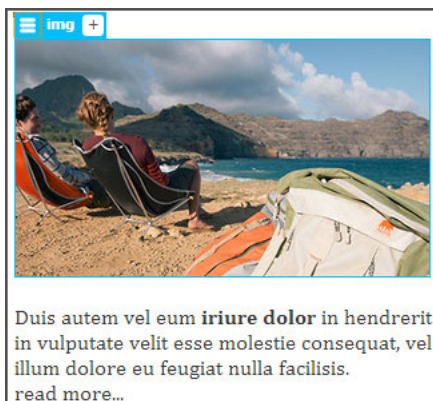 img +
Duis autem vel eum iriure dolor in hendrerit
in vulputate velit esse molestie consequat, vel
illum dolore eu feugiat nulla facilisis.
read more...